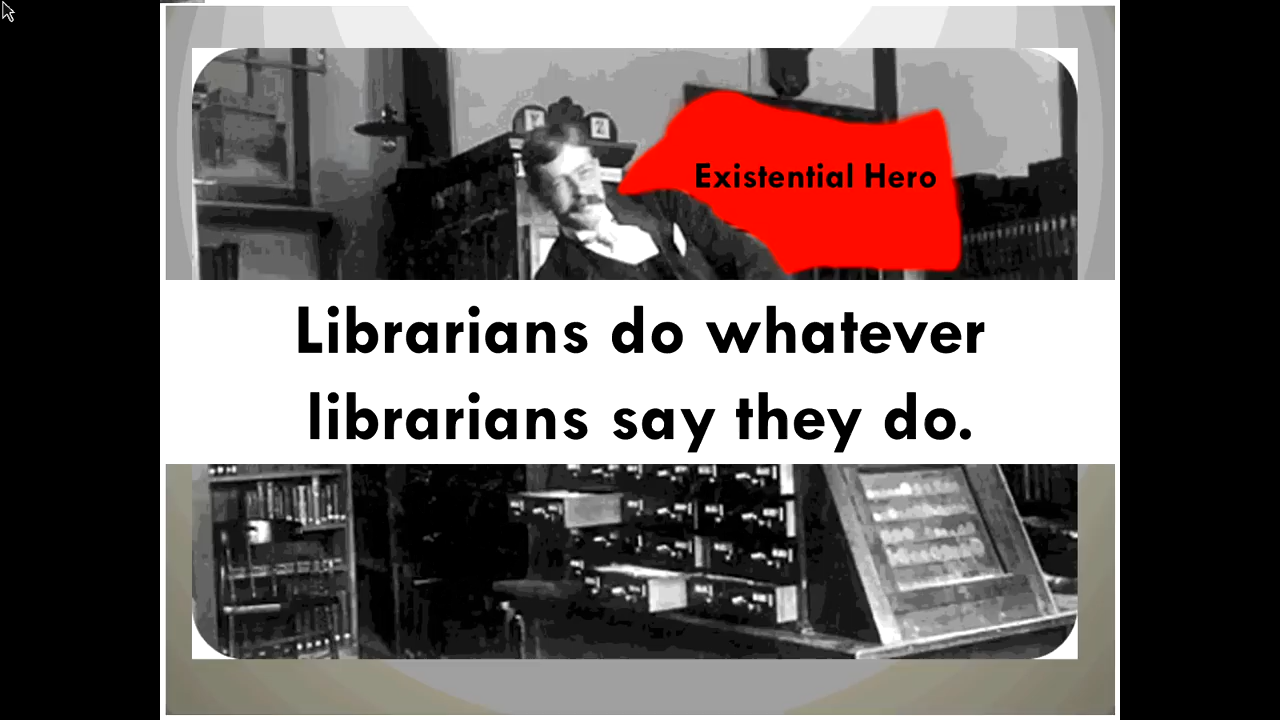 Existential Hero
Librarians do whatever
librarians say they do.